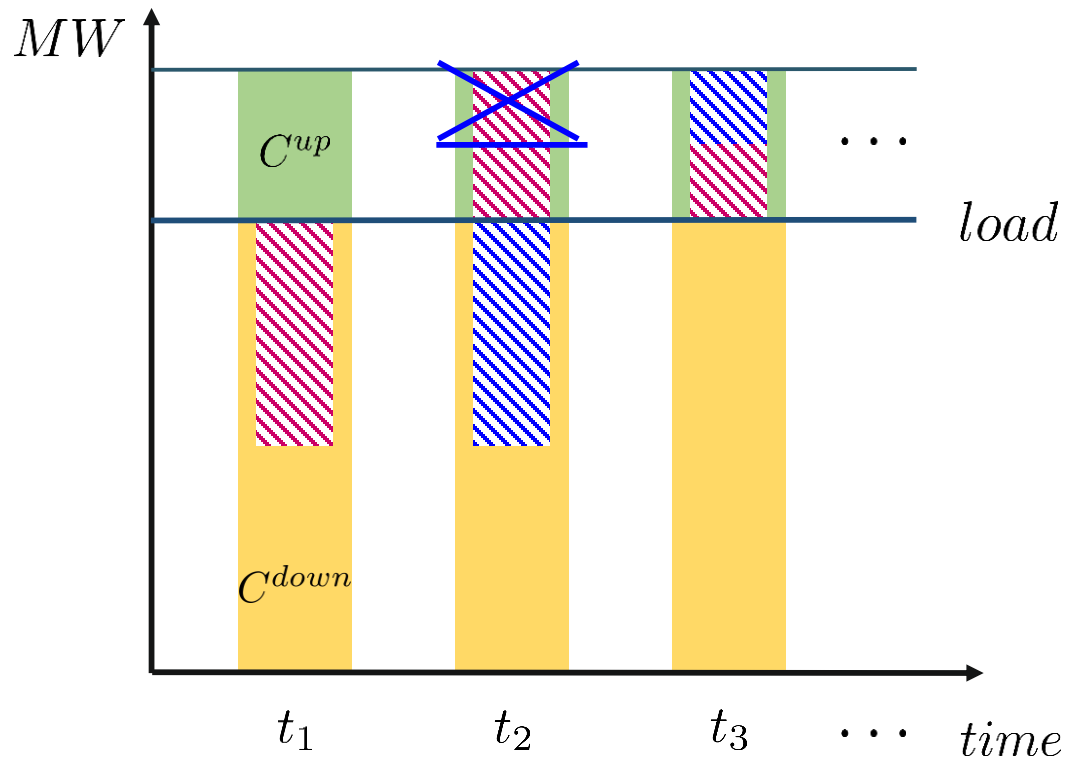 MW
C^{up}
. . .
load
C^{down}
t_1 t_2 t_3 . . . time